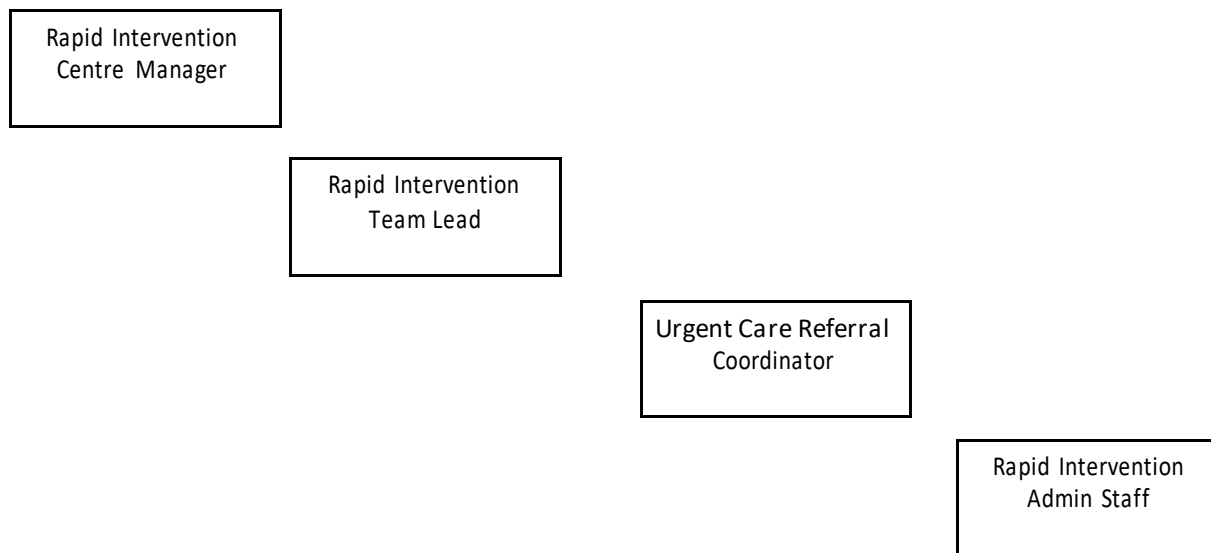 Rapid Intervention
Centre Manager
Rapid Intervention
Team Lead
Urgent Care Referral
Coordinator
Rapid Intervention
Admin Staff